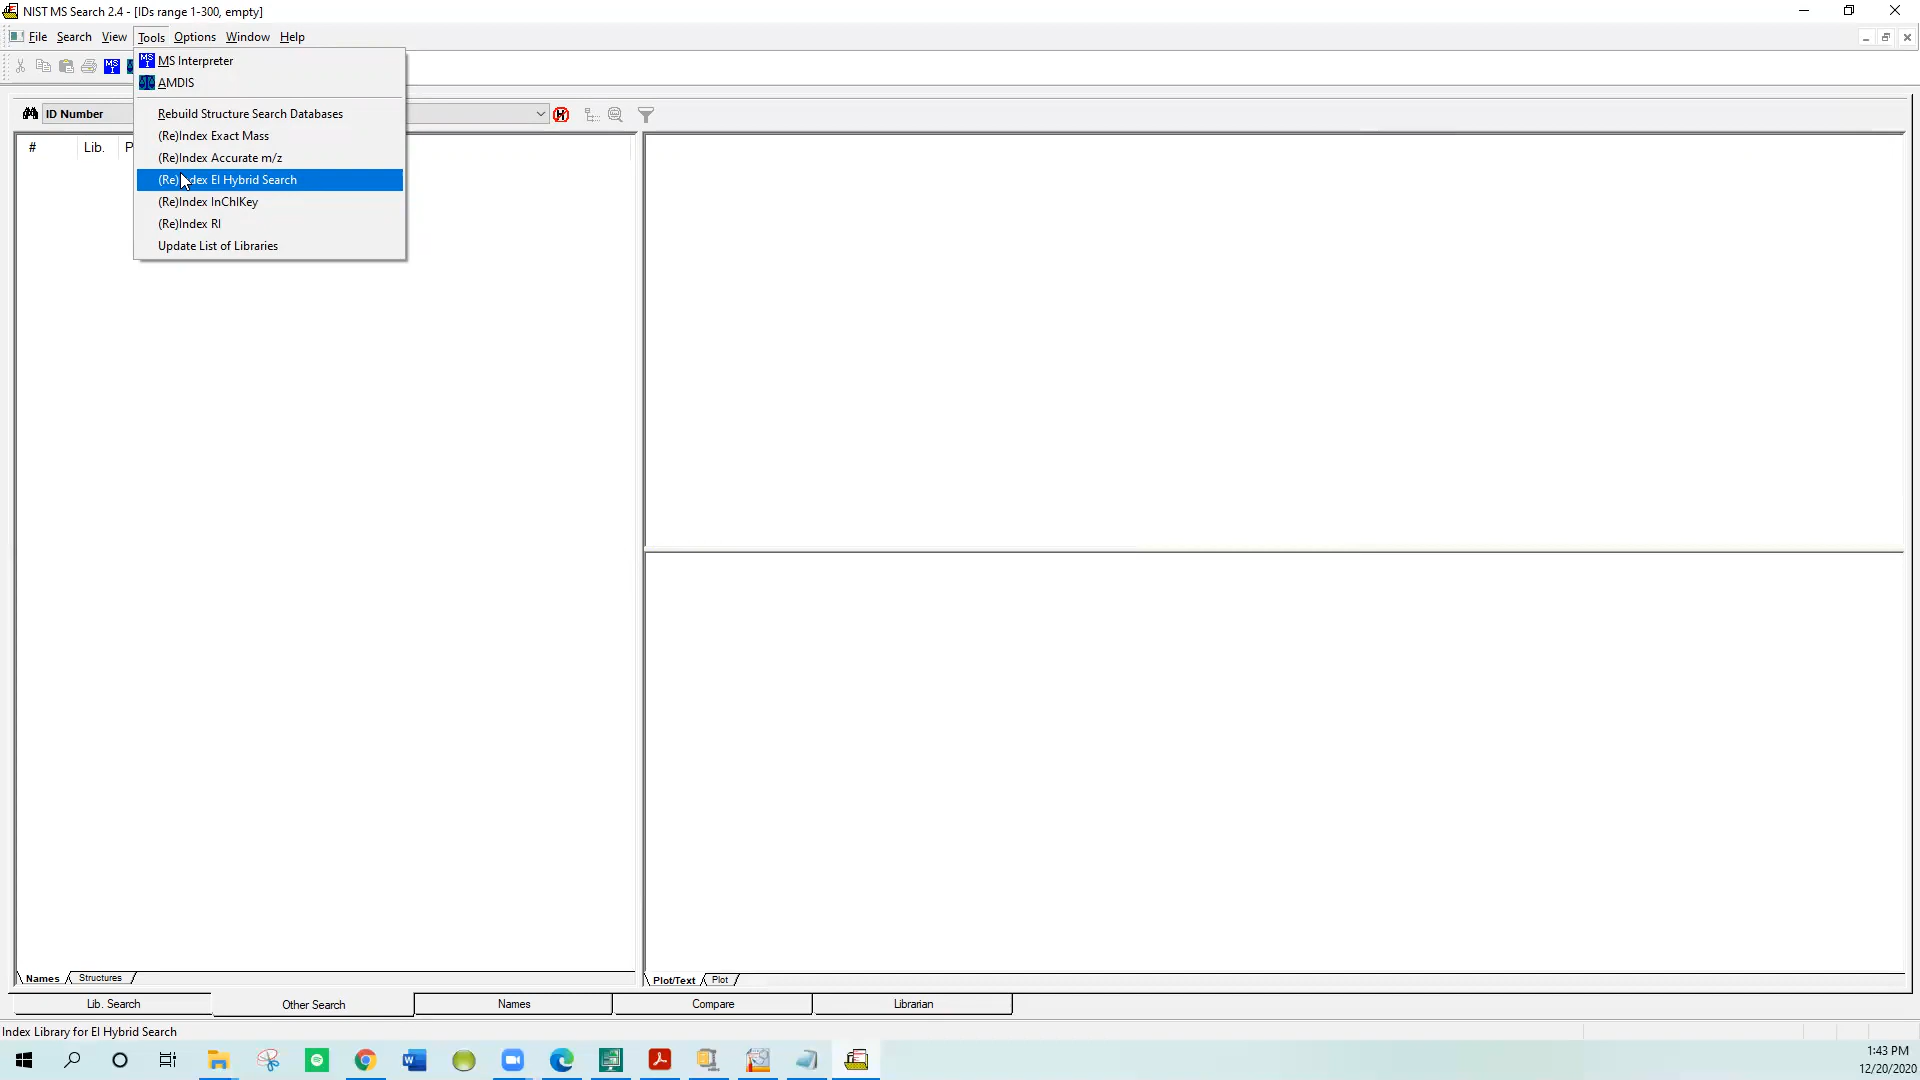 NIST MS Search 2.4 - [IDs range 1-300, empty]
File Search View Tools Options Window Help
MS Interpreter
AMDIS
ID Number
Rebuild Structure Search Databases
(Re)Index Exact Mass
# Lib. P
(Re)Index Accurate m/z
(Re)Index EI Hybrid Search
(Re)Index InChIKey
(Re)Index RI
Update List of Libraries
Names Structures
Plot/Text Plot
Lib. Search Other Search Names Compare Librarian
Index Library for EI Hybrid Search
1:43 PM
12/20/2020